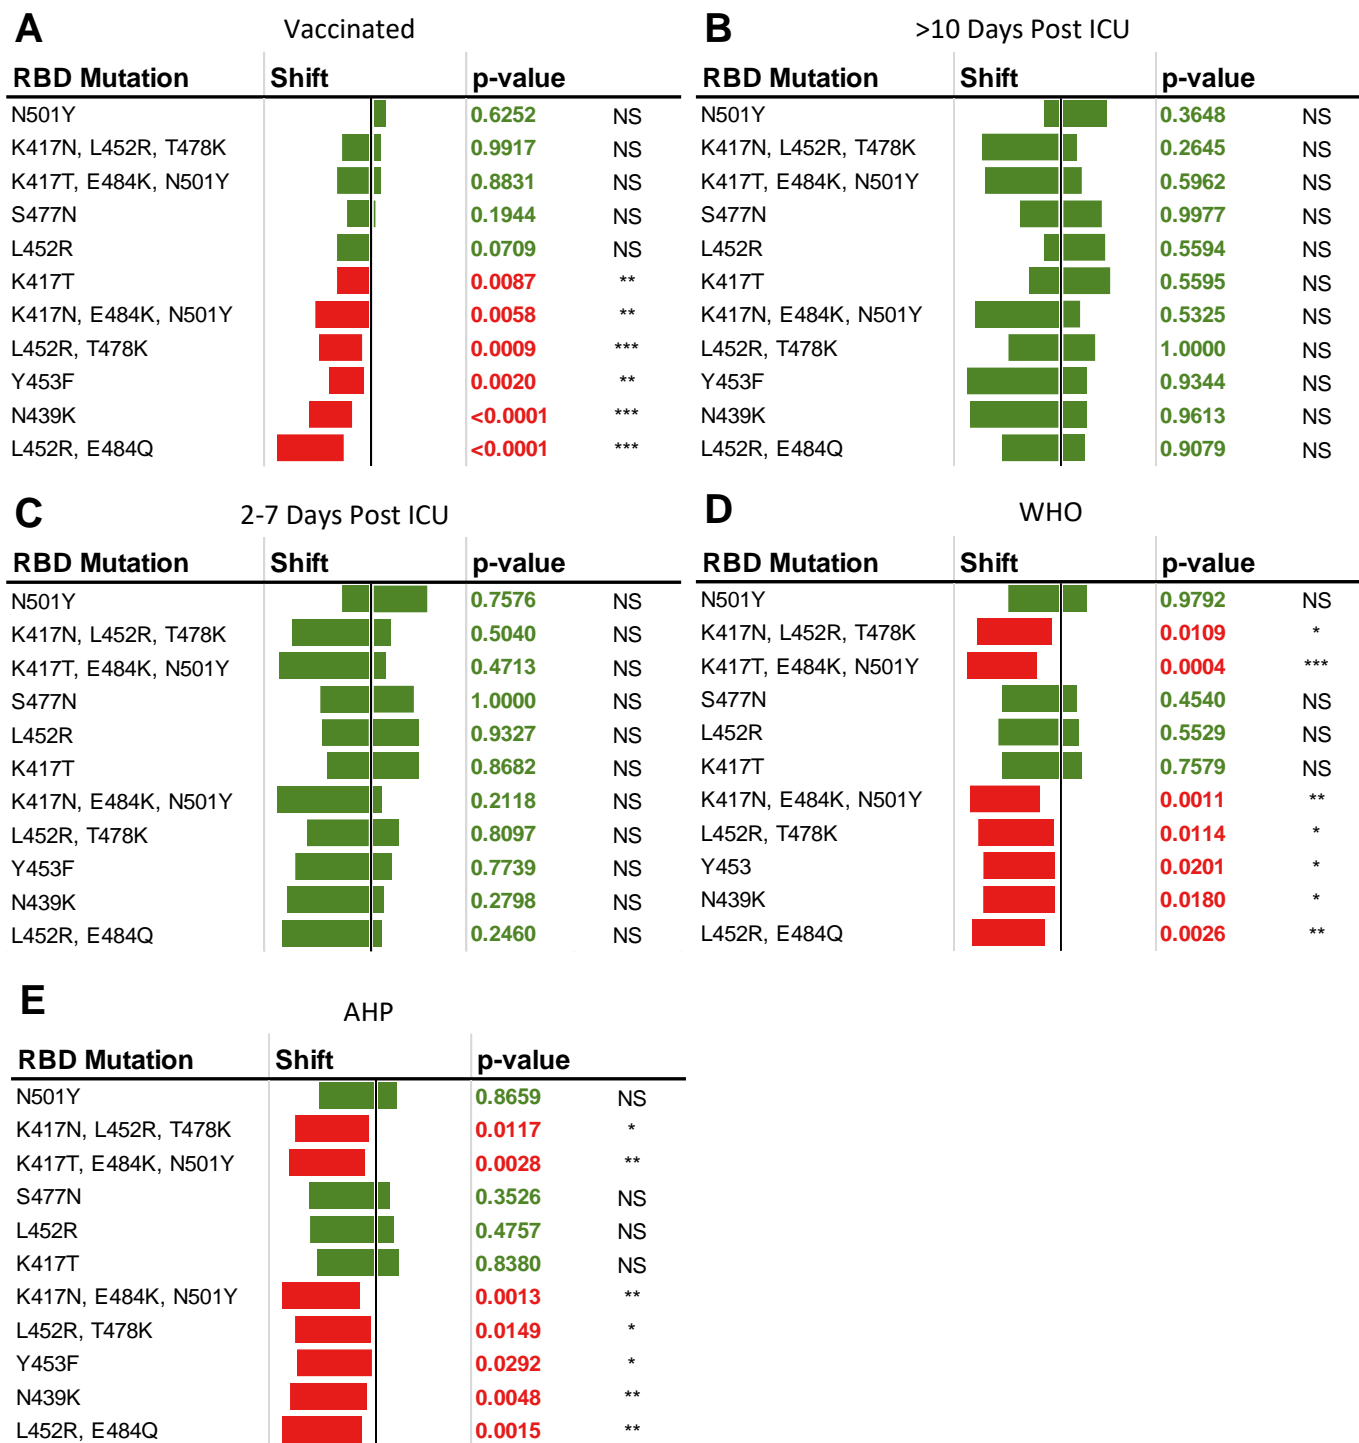 A Vaccinated
RBD Mutation Shift p-value
N501Y 0.6252 NS
K417N, L452R, T478K 0.9917 NS
K417T, E484K, N501Y 0.8831 NS
S477N 0.1944 NS
L452R 0.0709 NS
K417T 0.0087 **
K417N, E484K, N501Y 0.0058 **
L452R, T478K 0.0009 ***
Y453F 0.0020 **
N439K <0.0001 ***
L452R, E484Q <0.0001 ***
B >10 Days Post ICU
RBD Mutation Shift p-value
N501Y 0.3648 NS
K417N, L452R, T478K 0.2645 NS
K417T, E484K, N501Y 0.5962 NS
S477N 0.9977 NS
L452R 0.5594 NS
K417T 0.5595 NS
K417N, E484K, N501Y 0.5325 NS
L452R, T478K 1.0000 NS
Y453F 0.9344 NS
N439K 0.9613 NS
L452R, E484Q 0.9079 NS
C 2-7 Days Post ICU
RBD Mutation Shift p-value
N501Y 0.7576 NS
K417N, L452R, T478K 0.5040 NS
K417T, E484K, N501Y 0.4713 NS
S477N 1.0000 NS
L452R 0.9327 NS
K417T 0.8682 NS
K417N, E484K, N501Y 0.2118 NS
L452R, T478K 0.8097 NS
Y453F 0.7739 NS
N439K 0.2798 NS
L452R, E484Q 0.2460 NS
D WHO
RBD Mutation Shift p-value
N501Y 0.9792 NS
K417N, L452R, T478K 0.0109 *
K417T, E484K, N501Y 0.0004 ***
S477N 0.4540 NS
L452R 0.5529 NS
K417T 0.7579 NS
K417N, E484K, N501Y 0.0011 **
L452R, T478K 0.0114 *
Y453 0.0201 *
N439K 0.0180 *
L452R, E484Q 0.0026 **
E AHP
RBD Mutation Shift p-value
N501Y 0.8659 NS
K417N, L452R, T478K 0.0117 *
K417T, E484K, N501Y 0.0028 **
S477N 0.3526 NS
L452R 0.4757 NS
K417T 0.8380 NS
K417N, E484K, N501Y 0.0013 **
L452R, T478K 0.0149 *
Y453F 0.0292 *
N439K 0.0048 **
L452R, E484Q 0.0015 **